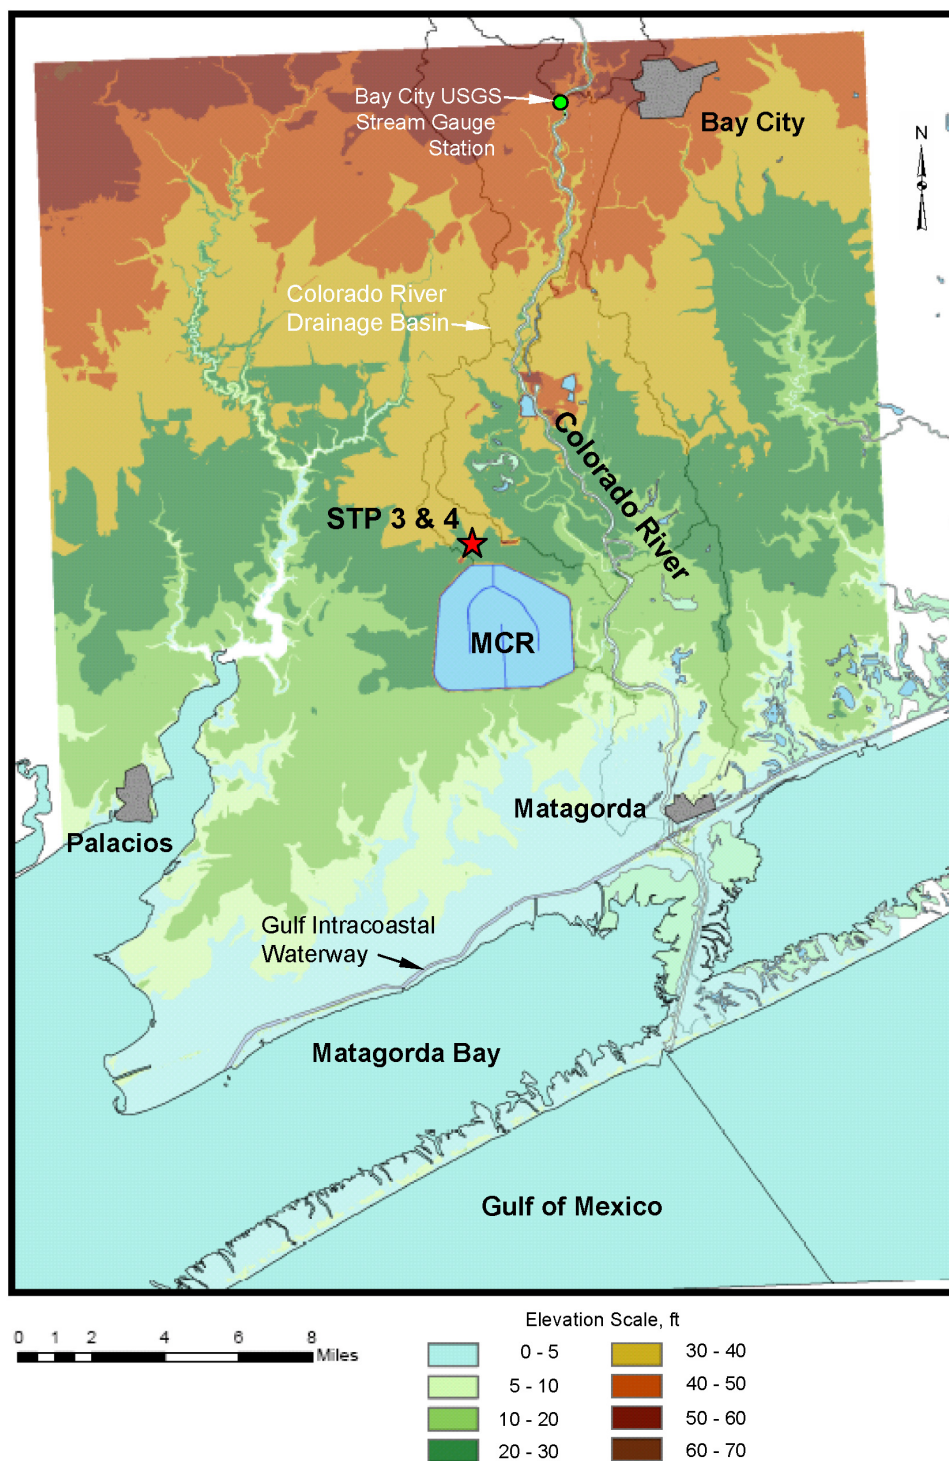 Bay City USGS
Stream Gauge
Station
Bay City
N
Colorado River
Drainage Basin
Colorado River
STP 3 & 4
MCR
Matagorda
Palacios
Gulf Intracoastal
Waterway
Matagorda Bay
Gulf of Mexico
Elevation Scale, ft
0 1 2 4 6 8
Miles
0 - 5 30 - 40
5 - 10 40 - 50
10 - 20 50 - 60
20 - 30 60 - 70